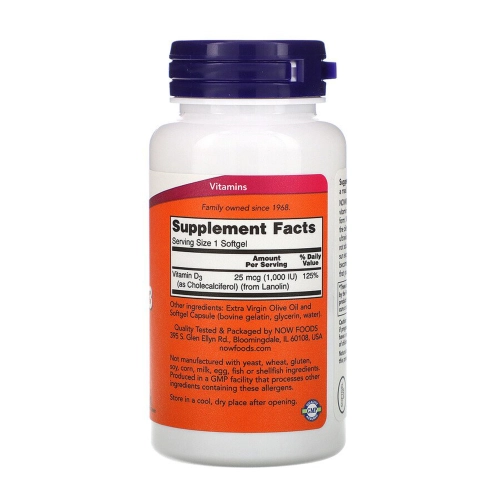 Vitamins
Family owned since 1968.
Supplement Facts
Serving Size 1 Softgel
Amount Per Serving
% Daily Value
Vitamin D3 25 mcg (1,000 IU) 125%
(as Cholecalciferol) (from Lanolin)
Other ingredients: Extra Virgin Olive Oil and
Softgel Capsule (bovine gelatin, glycerin, water).
Quality Tested & Packaged by NOW FOODS
395 S. Glen Ellyn Rd., Bloomingdale, IL 60108, USA
nowfoods.com
Not manufactured with yeast, wheat, gluten,
soy, corn, milk, egg, fish or shellfish ingredients.
Produced in a GMP facility that processes other
ingredients containing these allergens.
Store in a cool, dry place after opening.
GMP
3